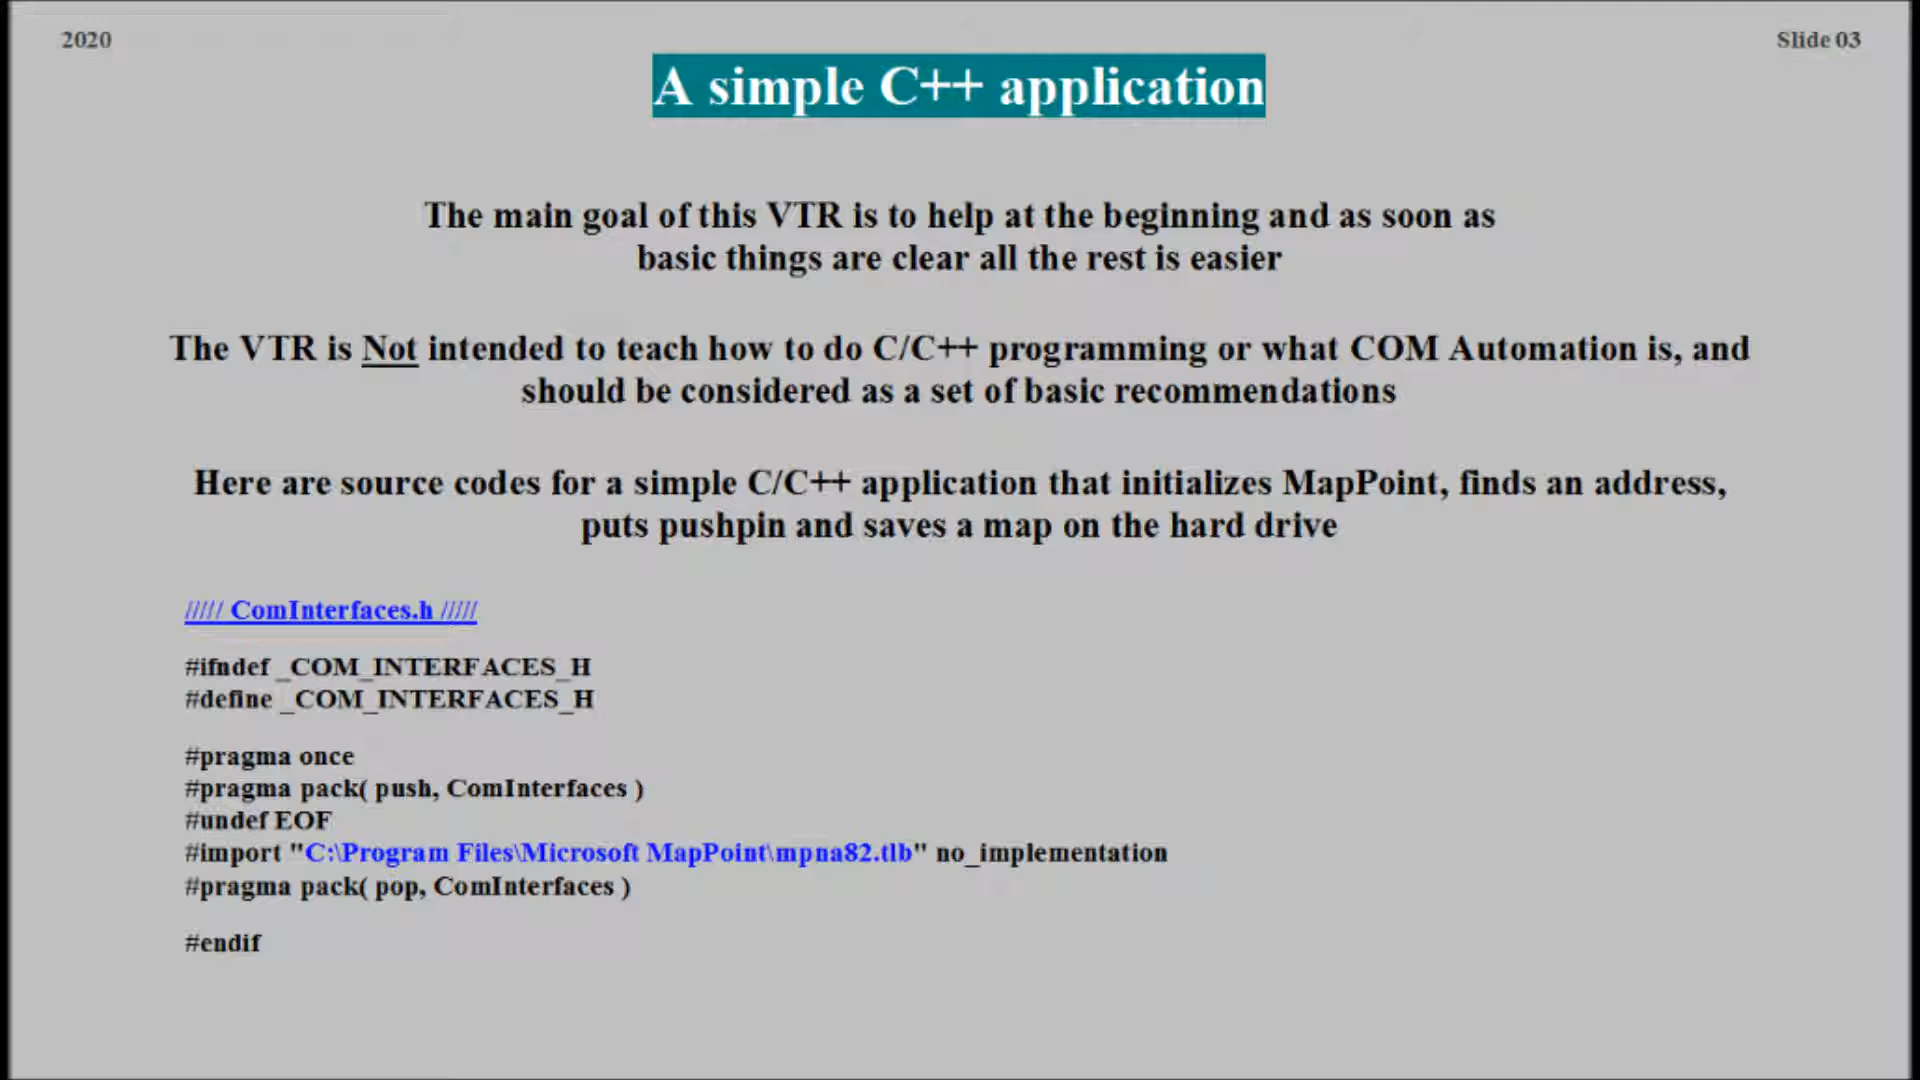 2020
Slide 03
A simple C++ application
The main goal of this VTR is to help at the beginning and as soon as
basic things are clear all the rest is easier
The VTR is Not intended to teach how to do C/C++ programming or what COM Automation is, and
should be considered as a set of basic recommendations
Here are source codes for a simple C/C++ application that initializes MapPoint, finds an address,
puts pushpin and saves a map on the hard drive
///// ComInterfaces.h /////
#ifndef _COM_INTERFACES_H
#define _COM_INTERFACES_H
#pragma once
#pragma pack( push, ComInterfaces )
#undef EOF
#import "C:\Program Files\Microsoft MapPoint\mpna82.tlb" no_implementation
#pragma pack( pop, ComInterfaces )
#endif